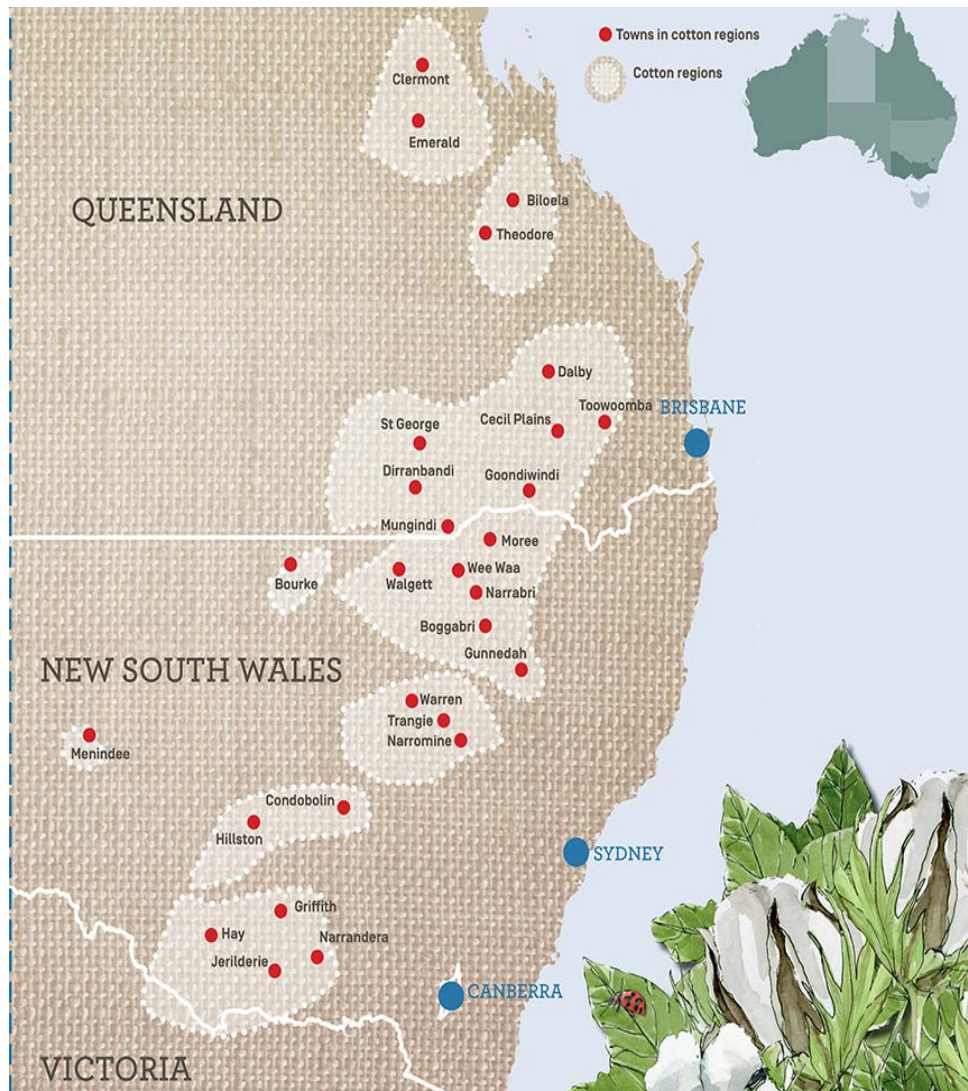 Towns in cotton regions
Cotton regions
Clermont
Emerald
QUEENSLAND
Biloela
Theodore
Dalby
Toowoomba
BRISBANE
St George
Cecil Plains
Dirranbandi
Goondiwindi
Mungindi
Moree
Bourke
Walgett
Wee Waa
Narrabri
Boggabri
Gunnedah
NEW SOUTH WALES
Warren
Trangie
Narromine
Menindee
Condobolin
Hillston
SYDNEY
Griffith
Hay
Narrandera
Jerilderie
CANBERRA
VICTORIA